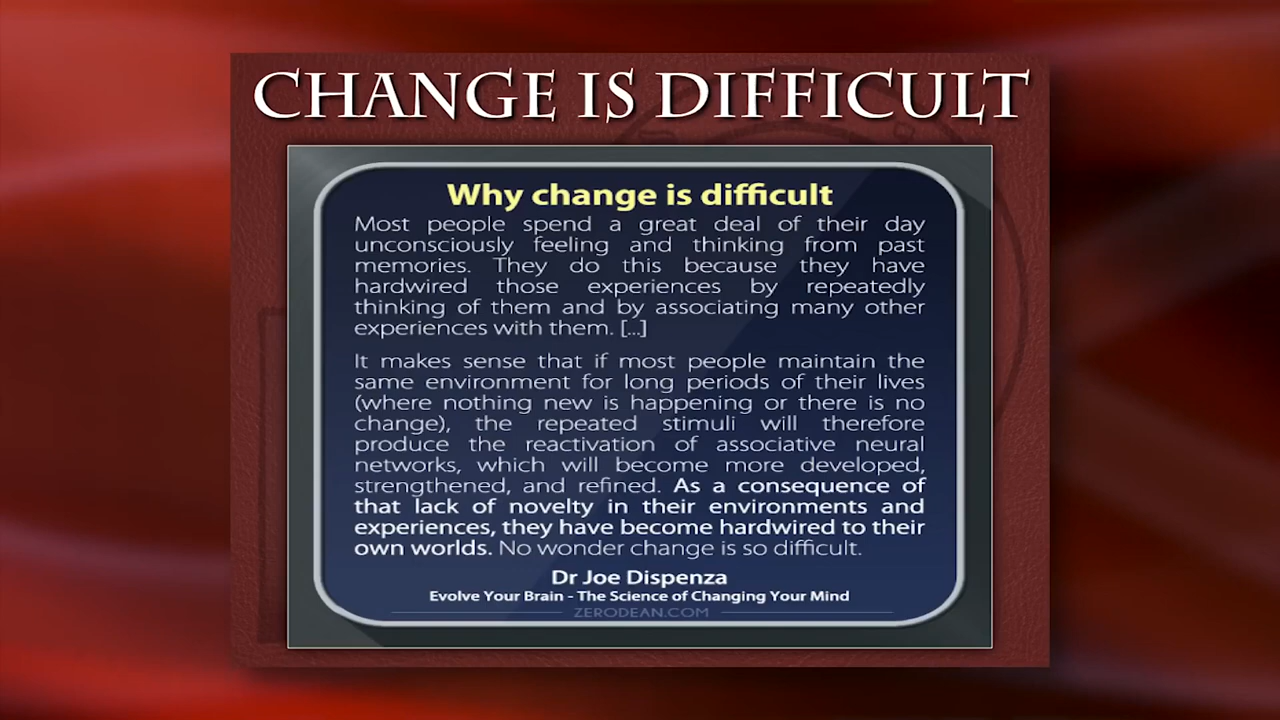 CHANGE IS DIFFICULT
Why change is difficult
Most people spend a great deal of their day
unconsciously feeling and thinking from past
memories. They do this because they have
hardwired those experiences by repeatedly
thinking of them and by associating many other
experiences with them. [...]
It makes sense that if most people maintain the
same environment for long periods of their lives
(where nothing new is happening or there is no
change), the repeated stimuli will therefore
produce the reactivation of associative neural
networks, which will become more developed,
strengthened, and refined. As a consequence of
that lack of novelty in their environments and
experiences, they have become hardwired to their
own worlds. No wonder change is so difficult.
Dr Joe Dispenza
Evolve Your Brain - The Science of Changing Your Mind
ZERODEAN.COM